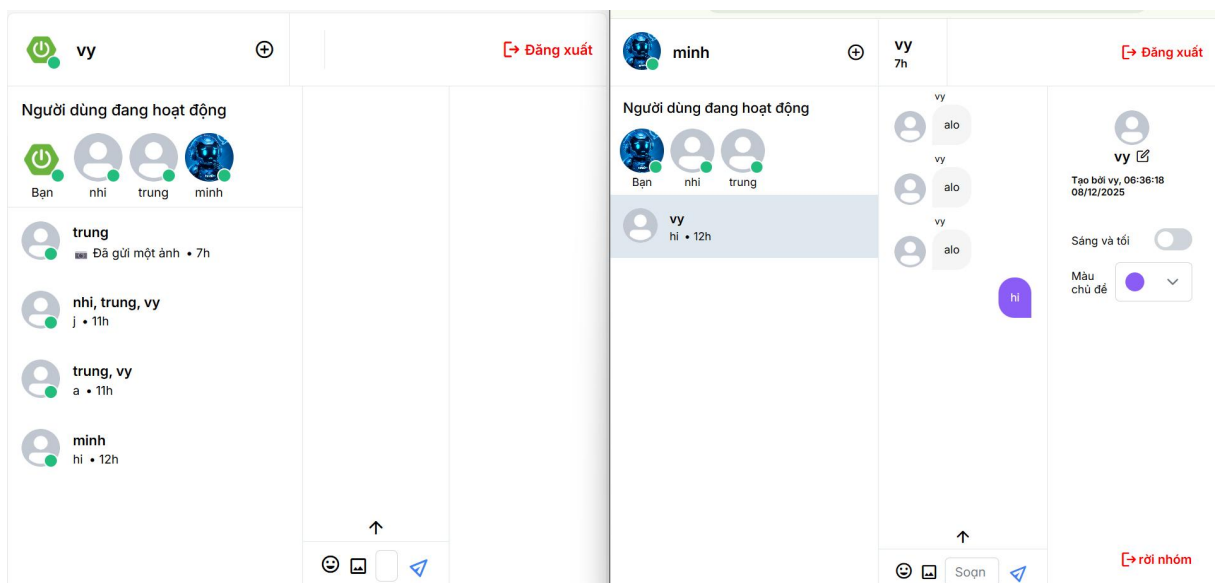 vy
Đăng xuất
Người dùng đang hoạt động
Bạn nhi trung minh
trung
Đã gửi một ảnh • 7h
nhi, trung, vy
j • 11h
trung, vy
a • 11h
minh
hi • 12h
minh
vy
7h
Đăng xuất
Người dùng đang hoạt động
Bạn nhi trung
vy
hi • 12h
vy
alo
vy
alo
vy
alo
hi
Soạn
vy
Tạo bởi vy, 06:36:18
08/12/2025
Sáng và tối
Màu
chủ đề
rời nhóm